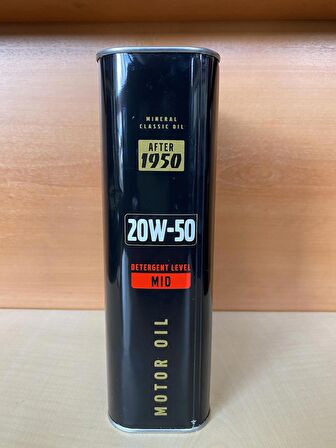 MINERAL
CLASSIC OIL
AFTER
1950
20W-50
DETERGENT LEVEL
MID
MOTOR OIL